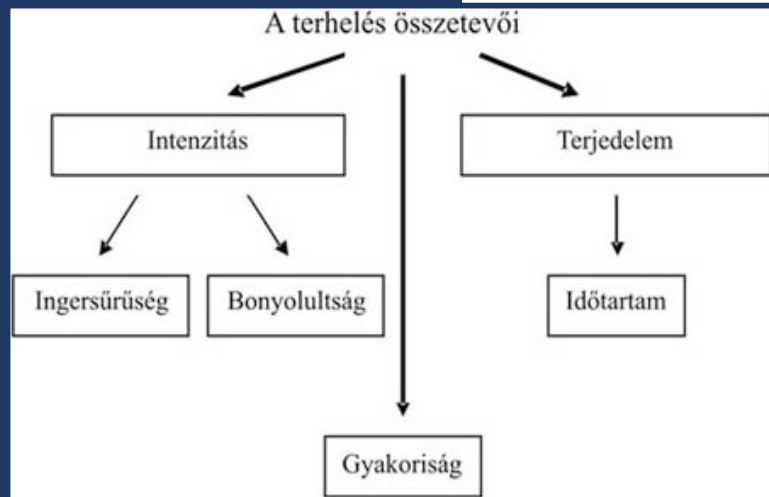 A terhelés összetevői
Intenzitás
Terjedelem
Ingersűrűség
Bonyolultság
Időtartam
Gyakoriság